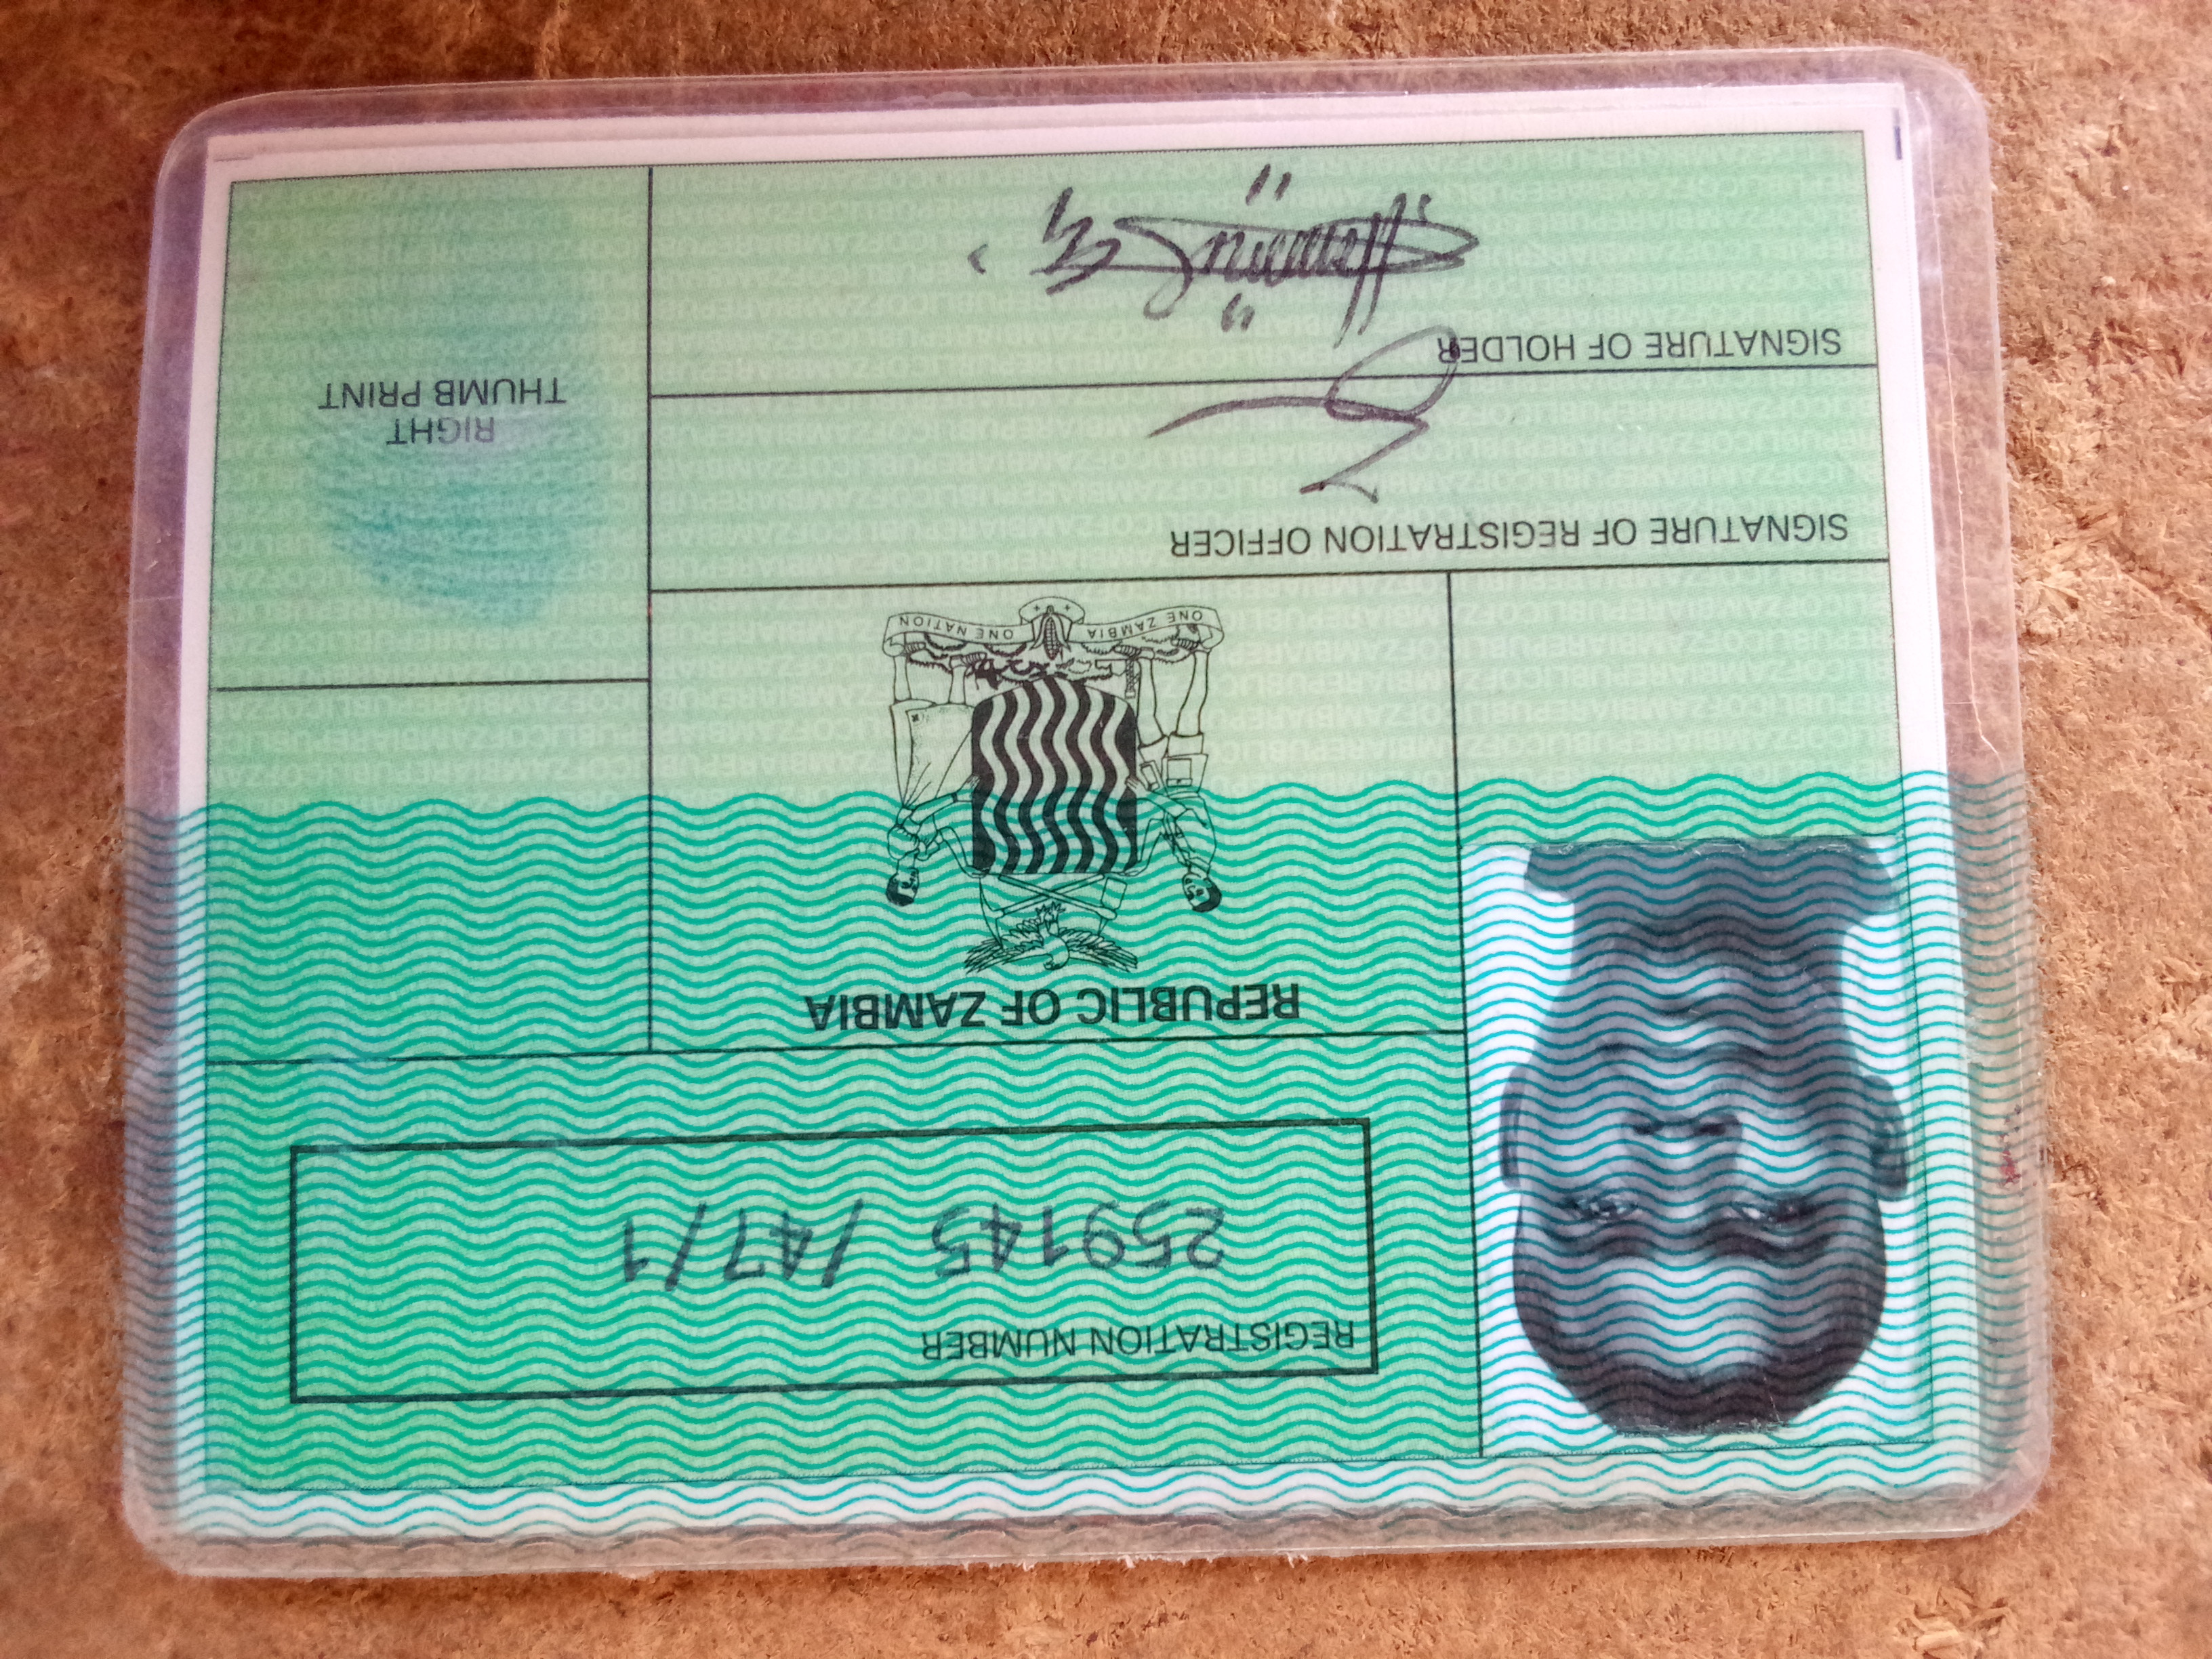 REGISTRATION NUMBER
259145 /47/1
REPUBLIC OF ZAMBIA
ONE ZAMBIA ONE NATION
SIGNATURE OF REGISTRATION OFFICER
SIGNATURE OF HOLDER
RIGHT
THUMB PRINT